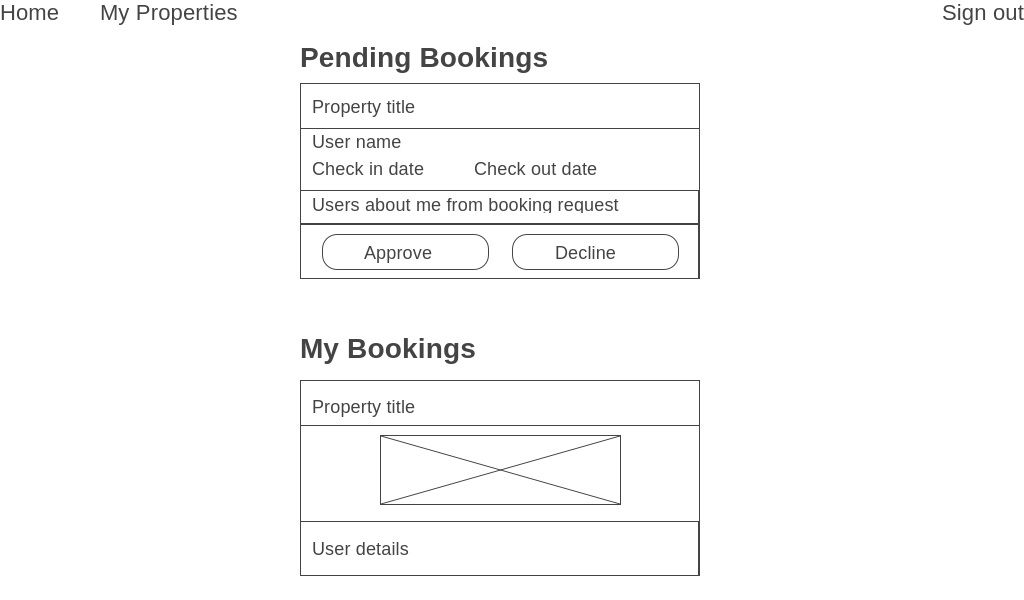 Home My Properties Sign out
Pending Bookings
Property title
User name
Check in date Check out date
Users about me from booking request
Approve Decline
My Bookings
Property title
User details